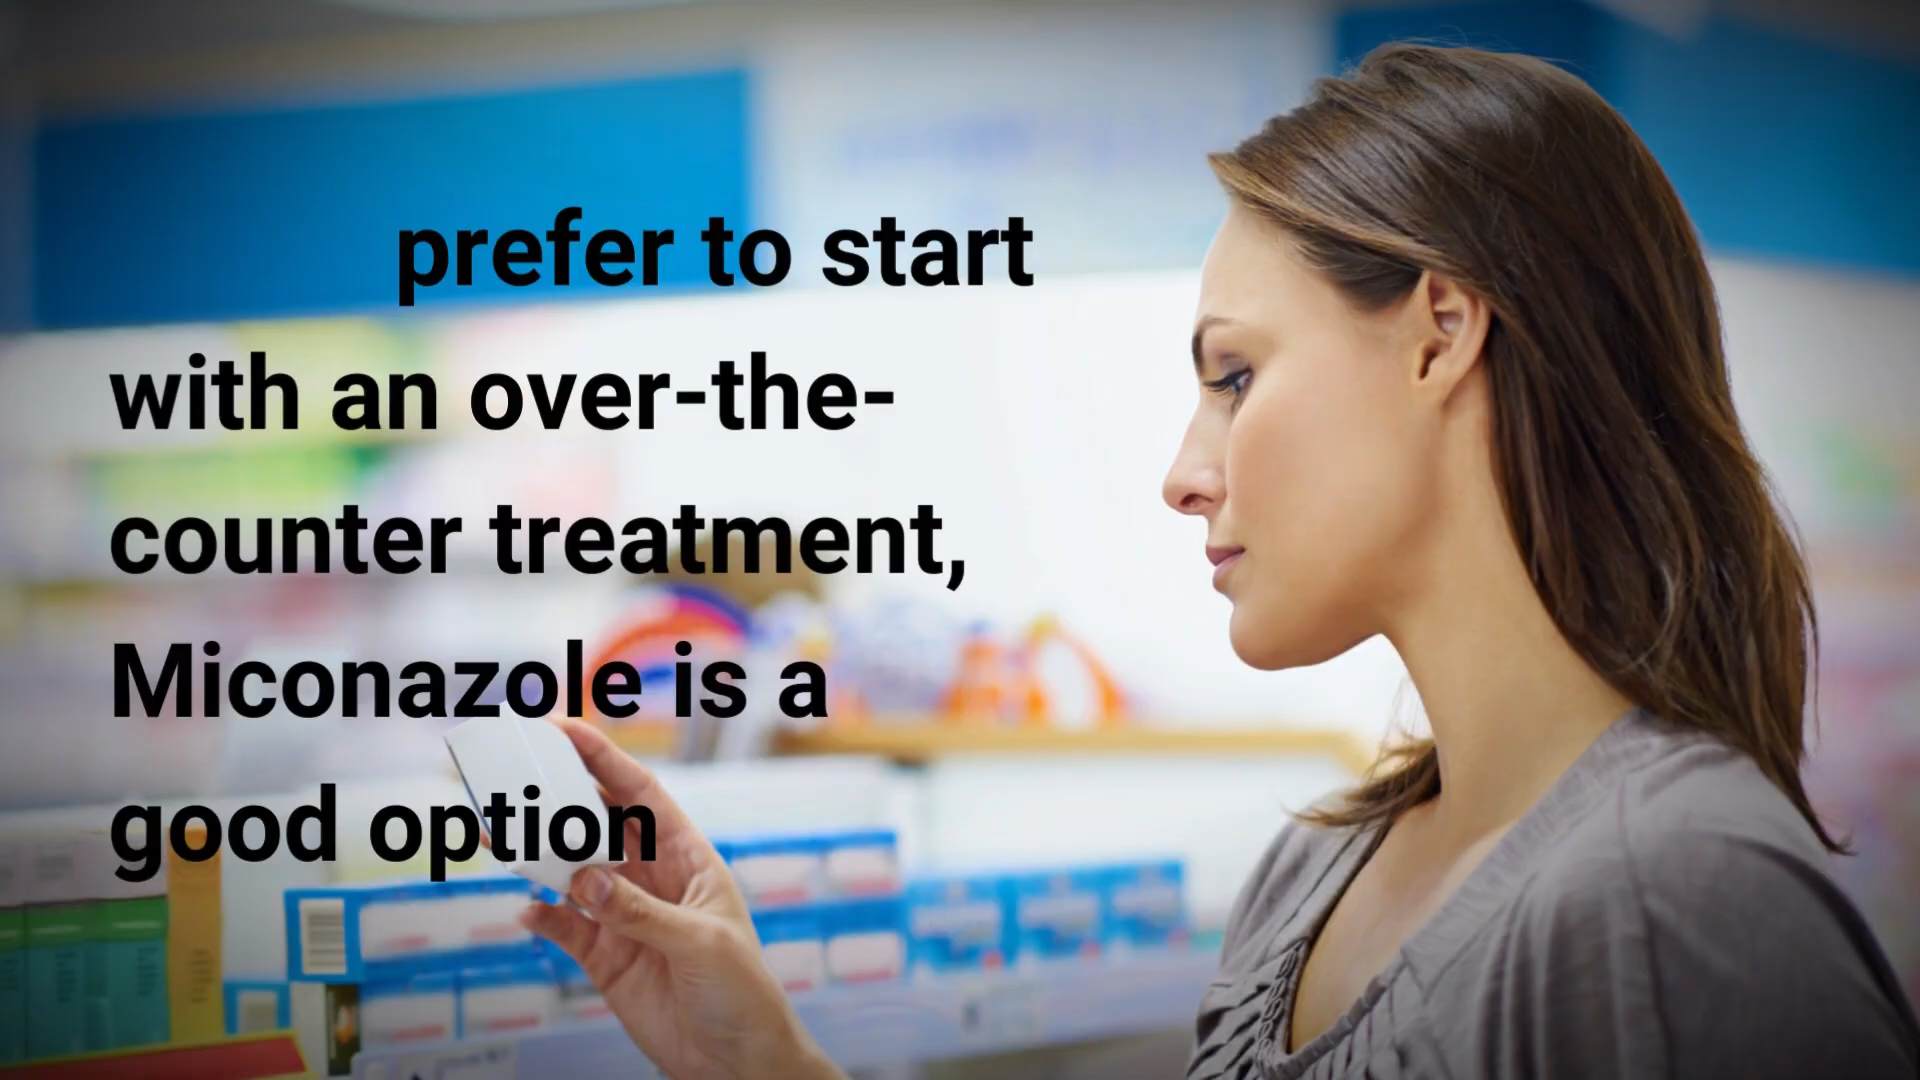 prefer to start
with an over-the-
counter treatment,
Miconazole is a
good option